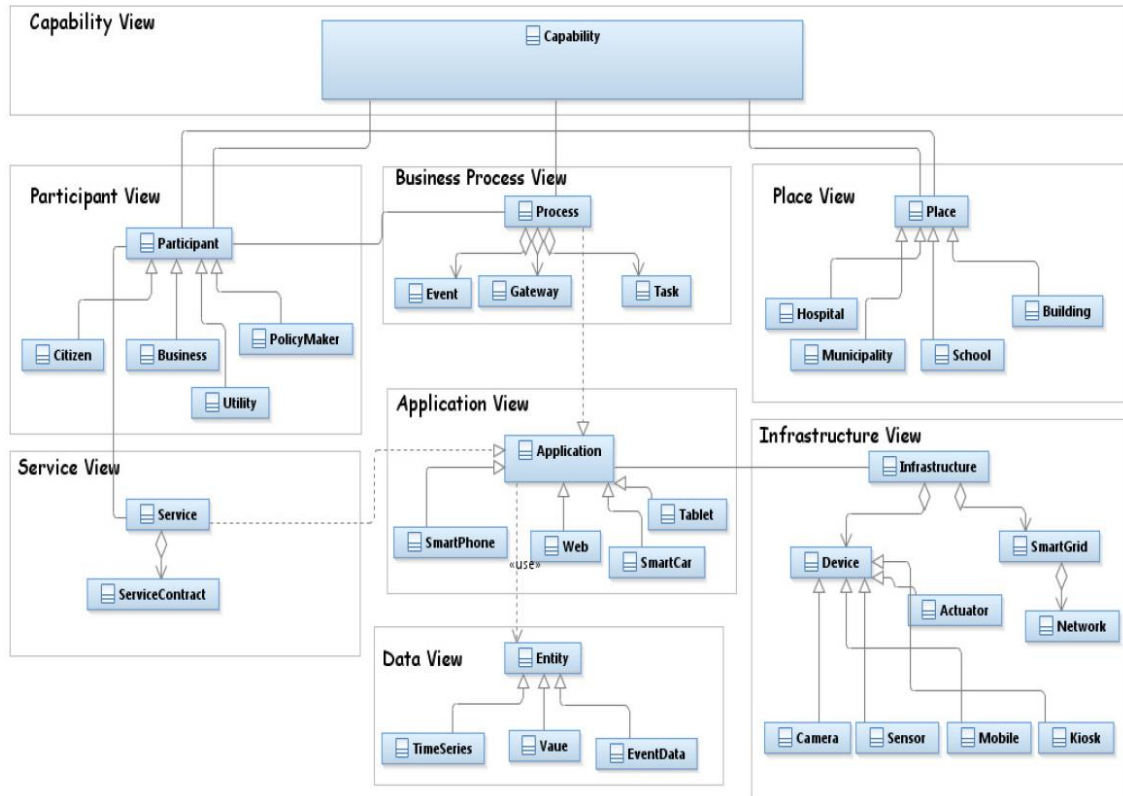 Capability View
Capability
Participant View
Participant
Citizen
Business
PolicyMaker
Utility
Business Process View
Process
Event
Gateway
Task
Place View
Place
Hospital
Building
Municipality
School
Service View
Service
ServiceContract
Application View
Application
SmartPhone
Web
Tablet
SmartCar
«use»
Infrastructure View
Infrastructure
Device
SmartGrid
Actuator
Network
Camera
Sensor
Mobile
Kiosk
Data View
Entity
TimeSeries
Vaue
EventData